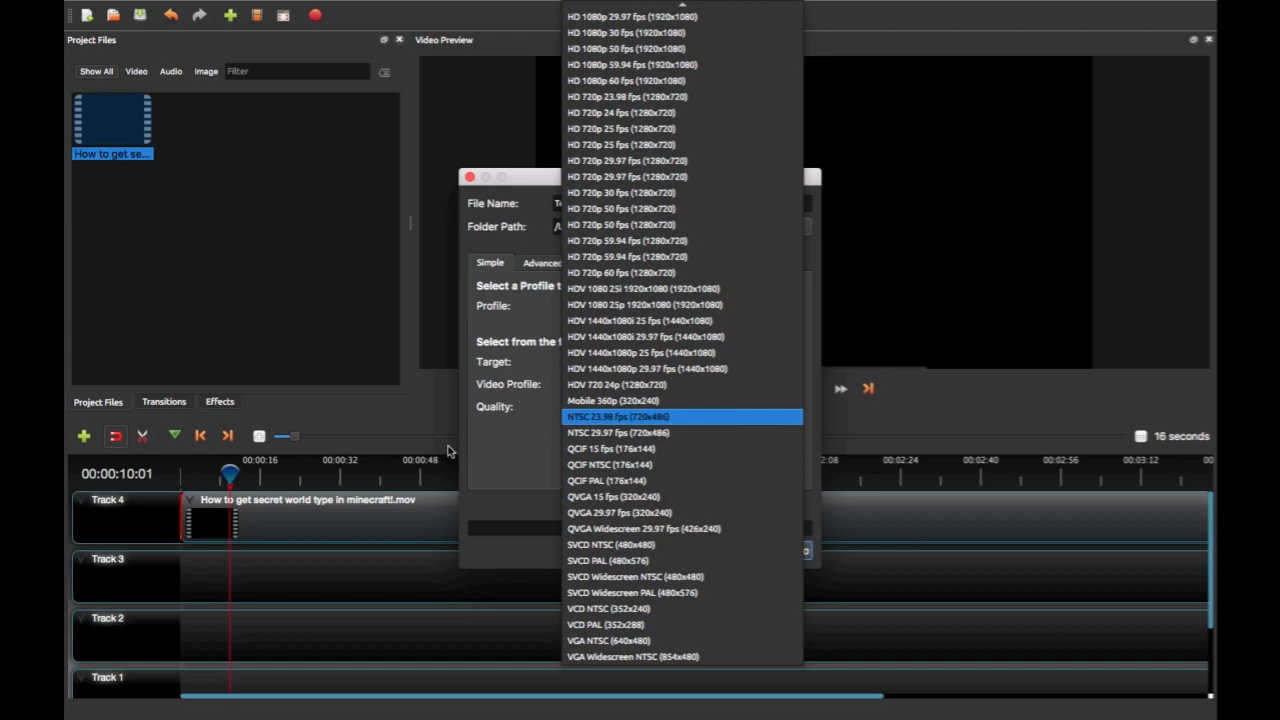 Project Files
Video Preview
Show All
Video
Audio
Image
Filter
How to get se...
HD 1080p 29.97 fps (1920x1080)
HD 1080p 30 fps (1920x1080)
HD 1080p 50 fps (1920x1080)
HD 1080p 59.94 fps (1920x1080)
HD 1080p 60 fps (1920x1080)
HD 720p 23.98 fps (1280x720)
HD 720p 24 fps (1280x720)
HD 720p 25 fps (1280x720)
HD 720p 25 fps (1280x720)
HD 720p 29.97 fps (1280x720)
HD 720p 29.97 fps (1280x720)
HD 720p 30 fps (1280x720)
HD 720p 50 fps (1280x720)
HD 720p 50 fps (1280x720)
HD 720p 59.94 fps (1280x720)
HD 720p 59.94 fps (1280x720)
HD 720p 60 fps (1280x720)
HDV 1080 25i 1920x1080 (1920x1080)
HDV 1080 25p 1920x1080 (1920x1080)
HDV 1440x1080i 25 fps (1440x1080)
HDV 1440x1080i 29.97 fps (1440x1080)
HDV 1440x1080p 25 fps (1440x1080)
HDV 1440x1080p 29.97 fps (1440x1080)
HDV 720 24p (1280x720)
Mobile 360p (320x240)
NTSC 23.98 fps (720x486)
NTSC 29.97 fps (720x486)
QCIF 15 fps (176x144)
QCIF NTSC (176x144)
QCIF PAL (176x144)
QVGA 15 fps (320x240)
QVGA 29.97 fps (320x240)
QVGA Widescreen 29.97 fps (426x240)
SVCD NTSC (480x480)
SVCD PAL (480x576)
SVCD Widescreen NTSC (480x480)
SVCD Widescreen PAL (480x576)
VCD NTSC (352x240)
VCD PAL (352x288)
VGA NTSC (640x480)
VGA Widescreen NTSC (854x480)
File Name:
Folder Path:
Simple
Advanced
Select a Profile t
Profile:
Select from the f
Target:
Video Profile:
Quality:
Project Files
Transitions
Effects
16 seconds
00:00:10:01
00:00:16
00:00:32
00:00:48
2:08
00:02:24
00:02:40
00:02:56
00:03:12
00
Track 4
How to get secret world type in minecraft!.mov
Track 3
Track 2
Track 1